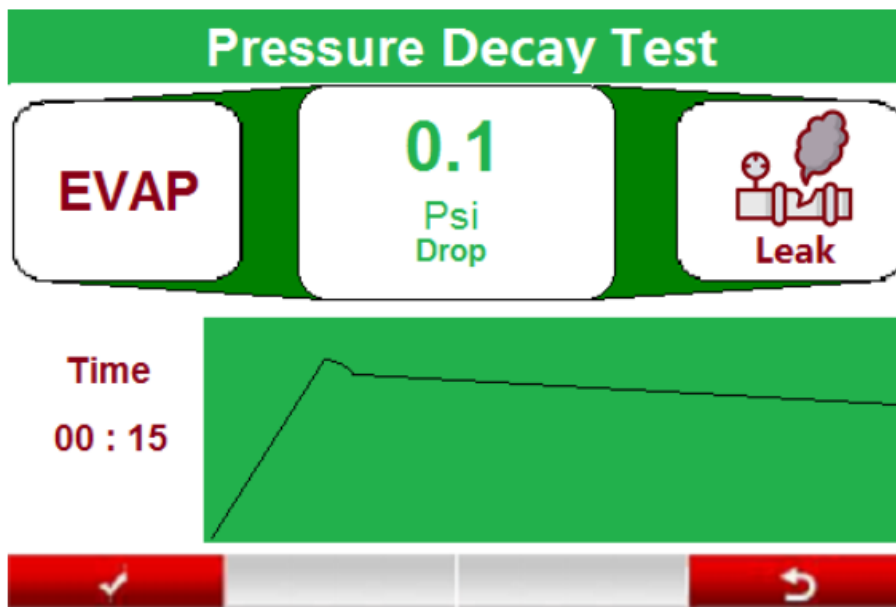 Pressure Decay Test
EVAP
0.1
Psi
Drop
Leak
Time
00 : 15